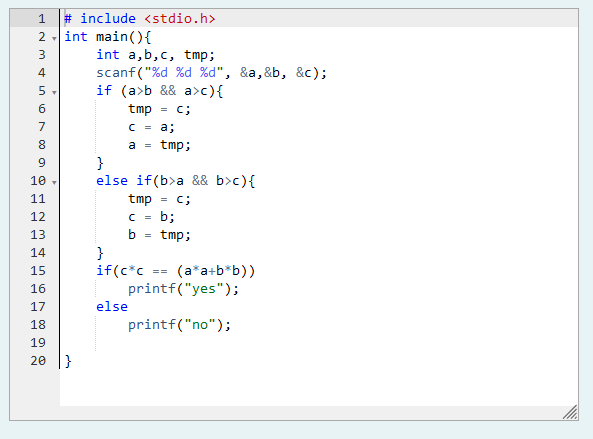 1 # include <stdio.h>
2 int main(){
3     int a,b,c, tmp;
4     scanf("%d %d %d", &a,&b, &c);
5     if (a>b && a>c){
6         tmp = c;
7         c = a;
8         a = tmp;
9     }
10     else if(b>a && b>c){
11         tmp = c;
12         c = b;
13         b = tmp;
14     }
15     if(c*c == (a*a+b*b))
16         printf("yes");
17     else
18         printf("no");
19
20 }